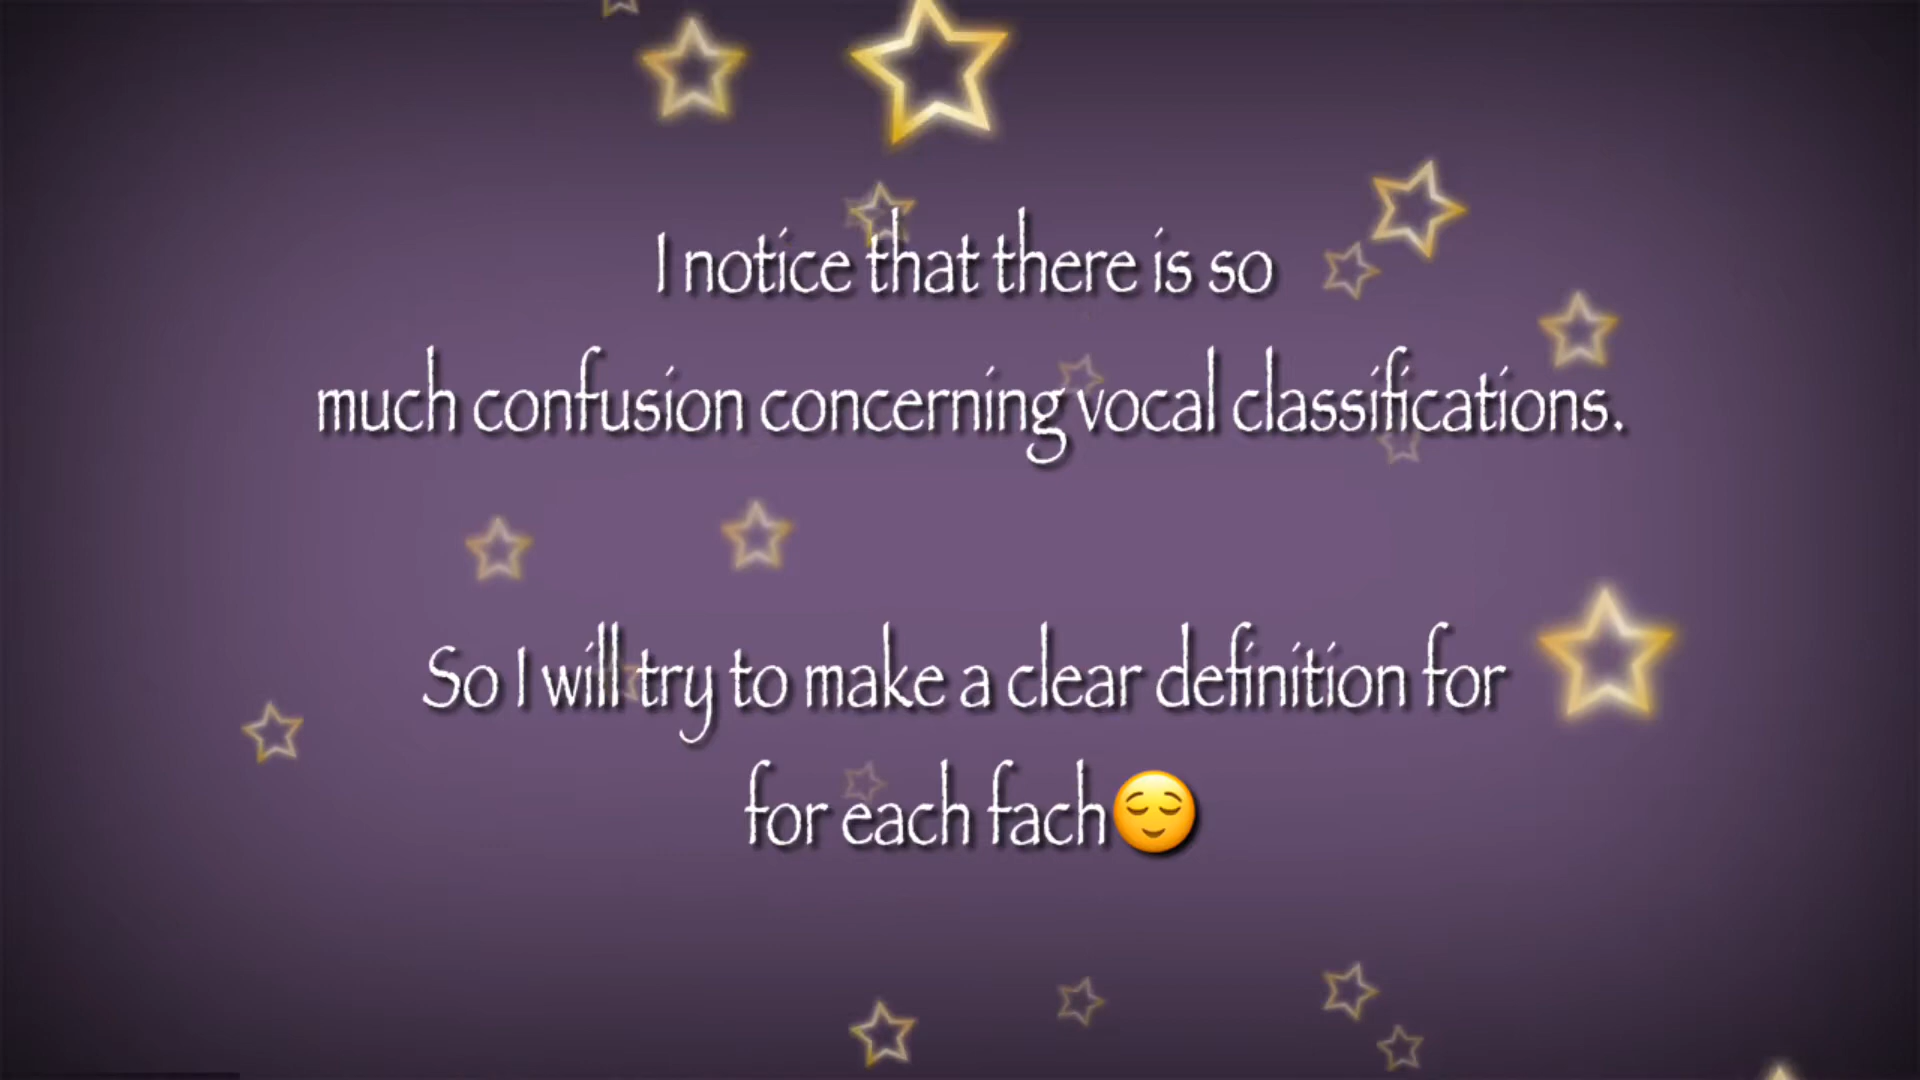 I notice that there is so
much confusion concerning vocal classifications.
So I will try to make a clear definition for
for each fach😌